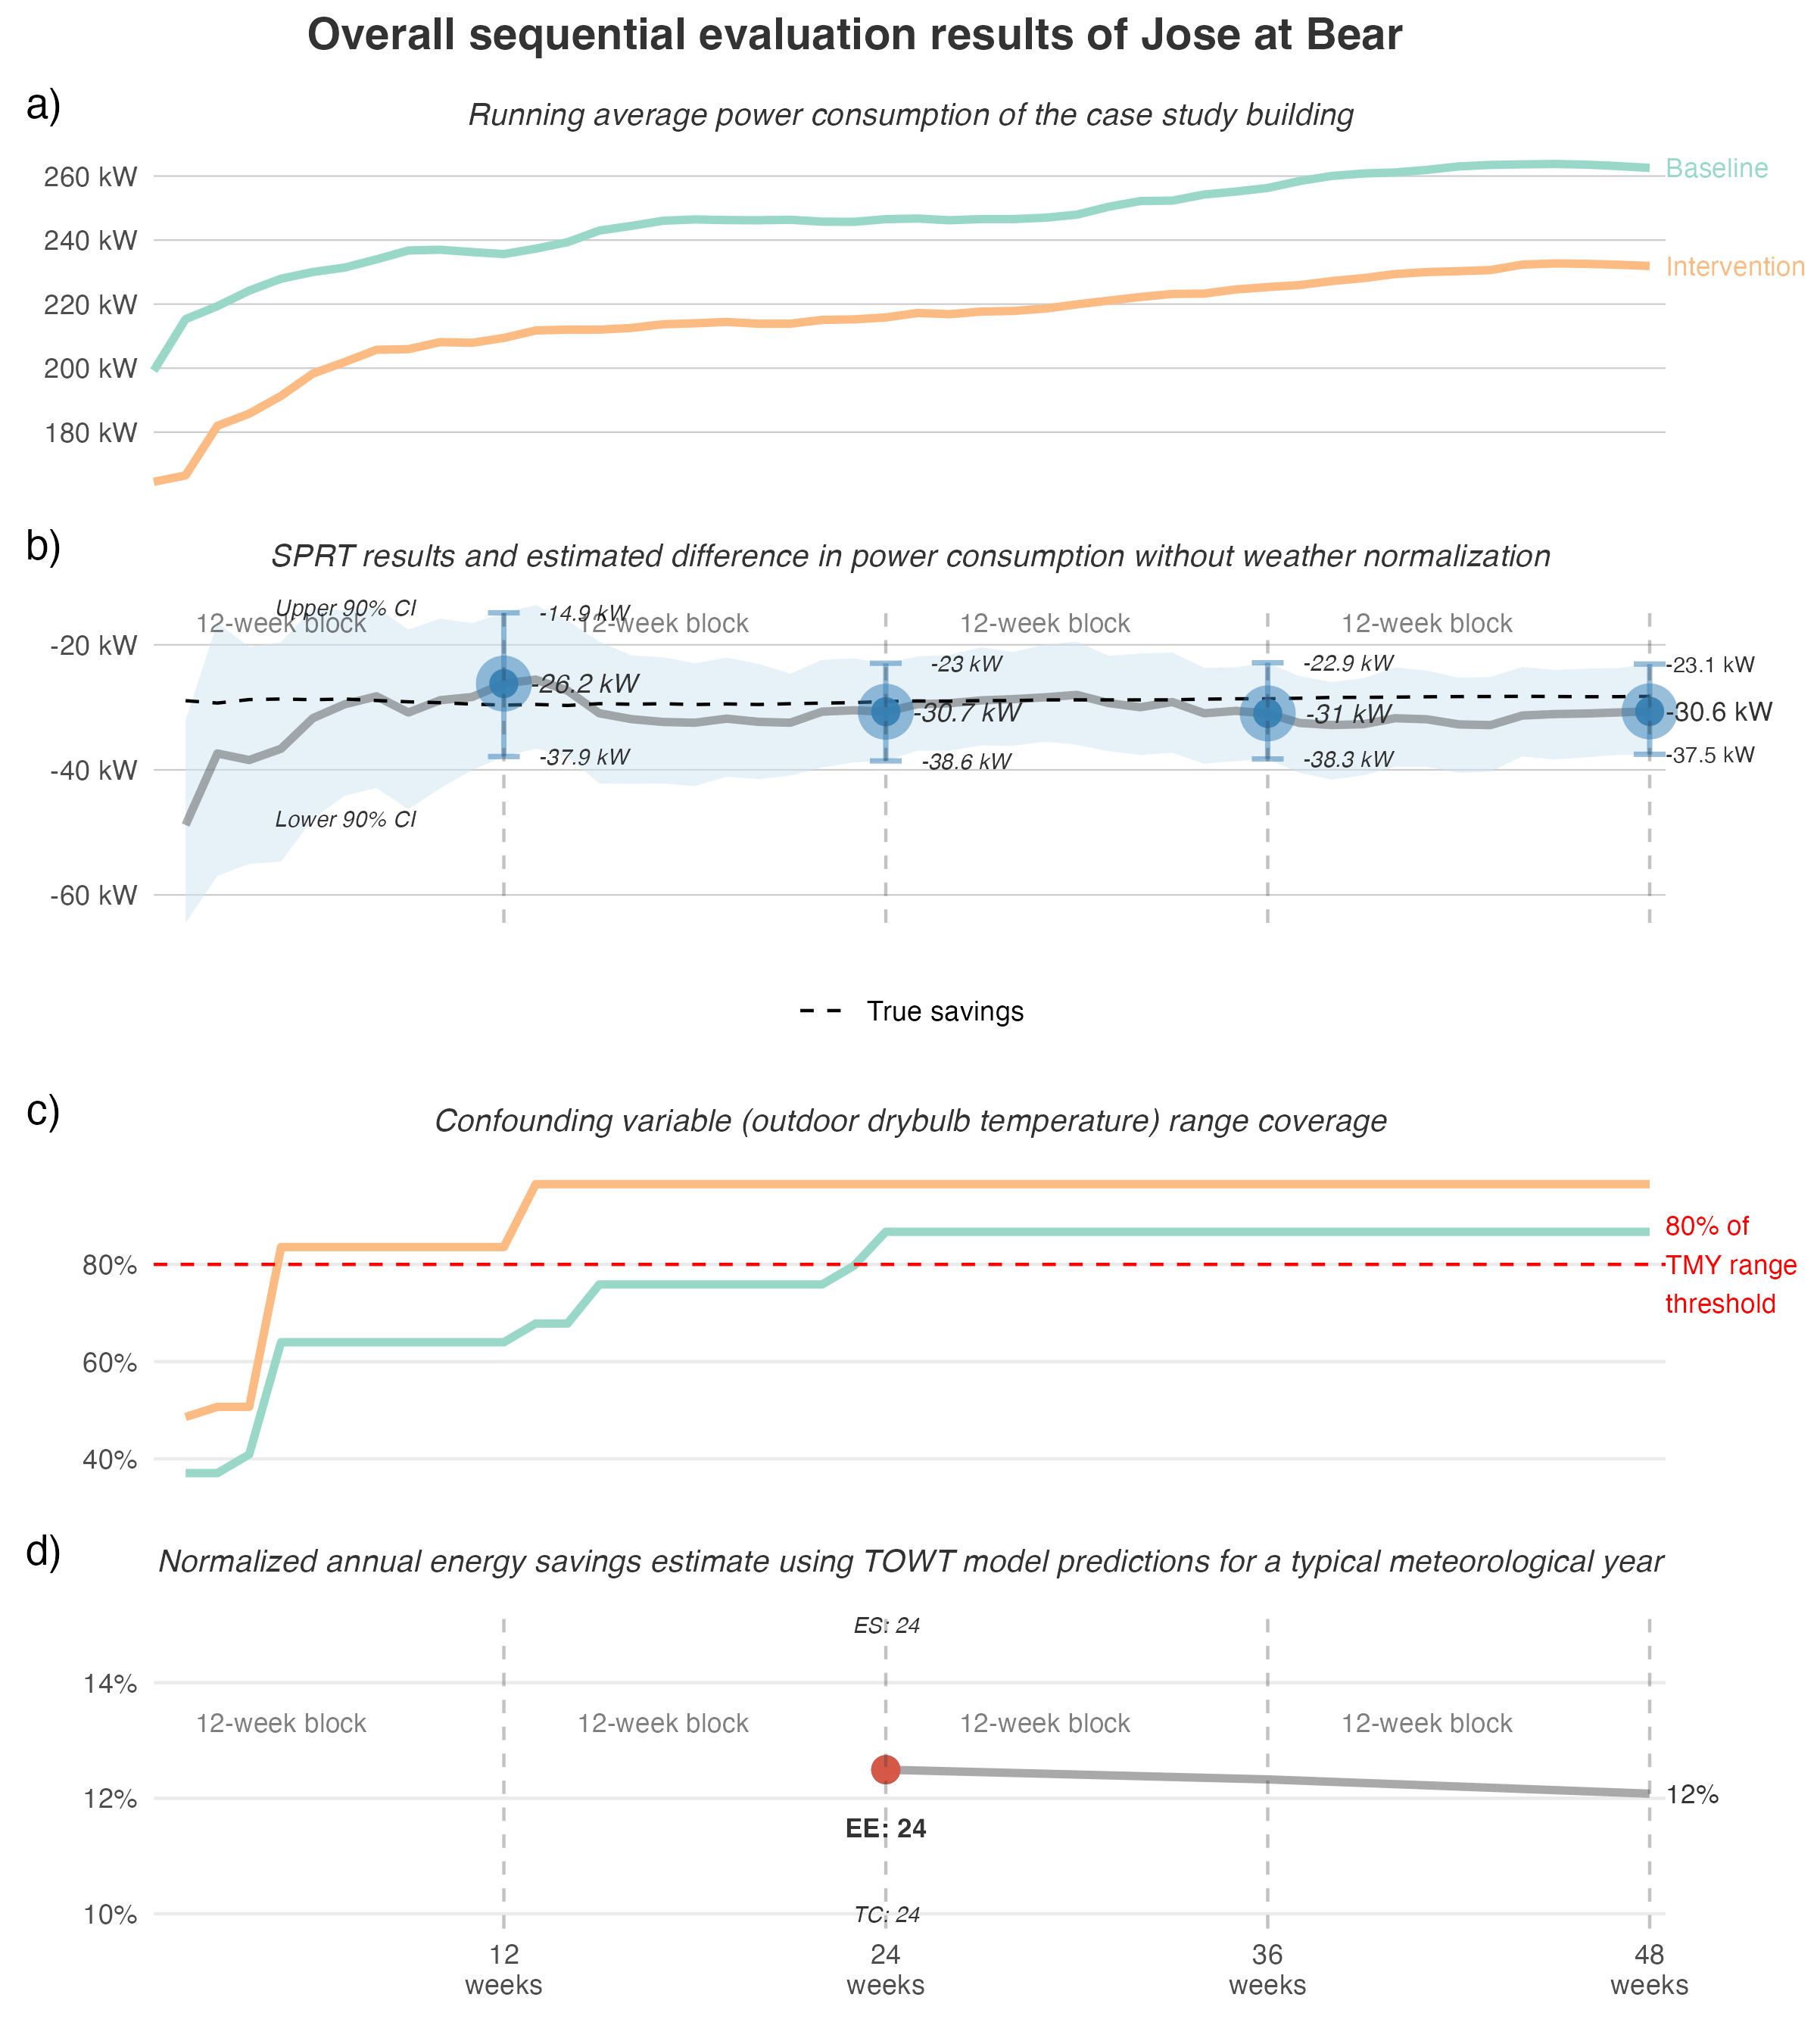 Overall sequential evaluation results of Jose at Bear
a)
Running average power consumption of the case study building
260 kW
240 kW
220 kW
200 kW
180 kW
Baseline
Intervention
b)
SPRT results and estimated difference in power consumption without weather normalization
Upper 90% CI
12-week block
12-week block
12-week block
12-week block
-14.9 kW
-23 kW
-22.9 kW
-23.1 kW
-20 kW
-26.2 kW
-30.7 kW
-31 kW
-30.6 kW
-37.9 kW
-38.6 kW
-38.3 kW
-37.5 kW
-40 kW
Lower 90% CI
-60 kW
True savings
c)
Confounding variable (outdoor drybulb temperature) range coverage
80%
60%
40%
80% of
TMY range
threshold
d)
Normalized annual energy savings estimate using TOWT model predictions for a typical meteorological year
ES: 24
14%
12-week block
12-week block
12-week block
12-week block
12%
12%
EE: 24
10%
TC: 24
12
weeks
24
weeks
36
weeks
48
weeks